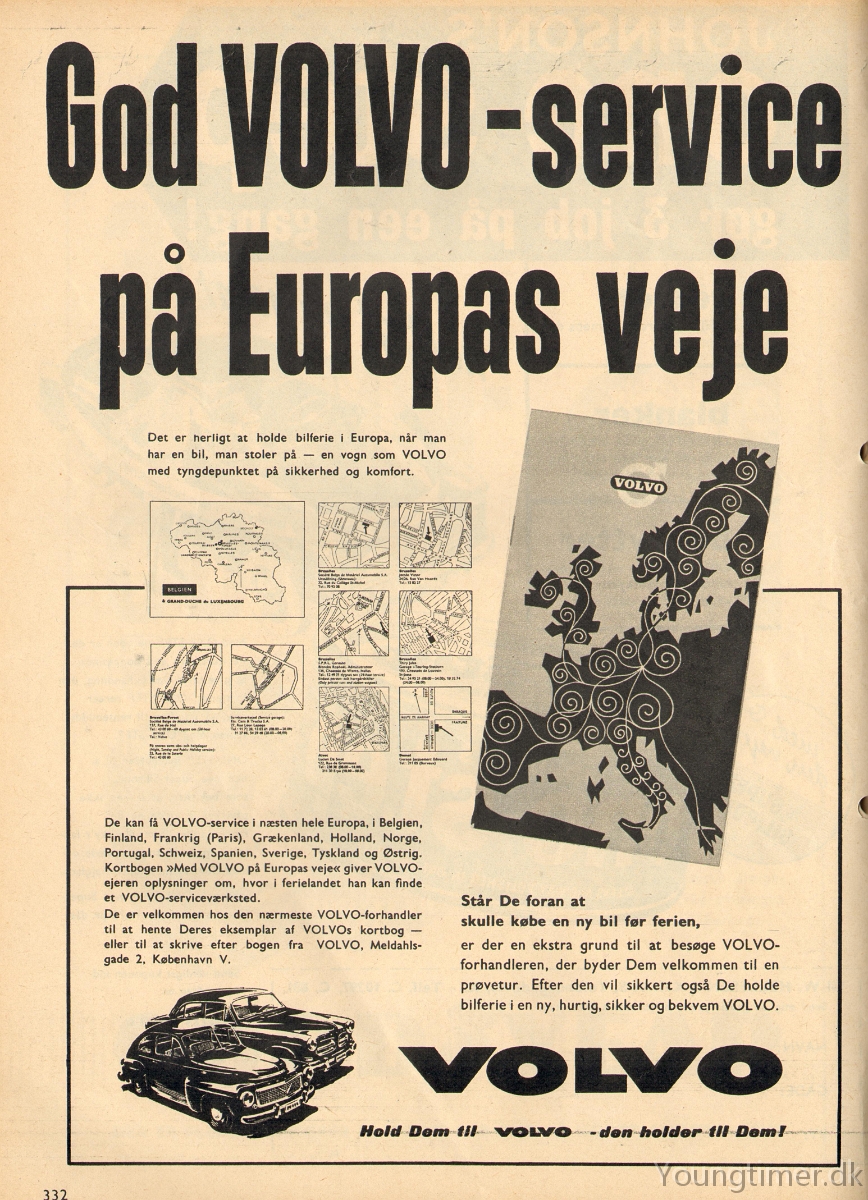 God VOLVO - service
på Europas veje
Det er herligt at holde bilferie i Europa, når man
har en bil, man stoler på — en vogn som VOLVO
med tyngdepunktet på sikkerhed og komfort.
VOLVO
BELGIEN
& GRAND-DUCHE de LUXEMBOURG
Bruxelles
Bruxelles
Bruxelles
Bruxelles
De kan få VOLVO-service i næsten hele Europa, i Belgien,
Finland, Frankrig (Paris), Grækenland, Holland, Norge,
Portugal, Schweiz, Spanien, Sverige, Tyskland og Østrig.
Kortbogen »Med VOLVO på Europas veje« giver VOLVO-
ejeren oplysninger om, hvor i ferielandet han kan finde
et VOLVO-serviceværksted.
De er velkommen hos den nærmeste VOLVO-forhandler
til at hente Deres eksemplar af VOLVOs kortbog —
eller til at skrive efter bogen fra VOLVO, Meldahls-
gade 2, København V.
Står De foran at
skulle købe en ny bil før ferien,
er der en ekstra grund til at besøge VOLVO-
forhandleren, der byder Dem velkommen til en
prøvetur. Efter den vil sikkert også De holde
bilferie i en ny, hurtig, sikker og bekvem VOLVO.
VOLVO
Hold Dem til VOLVO - den holder til Dem!
332
Youngtimer.dk